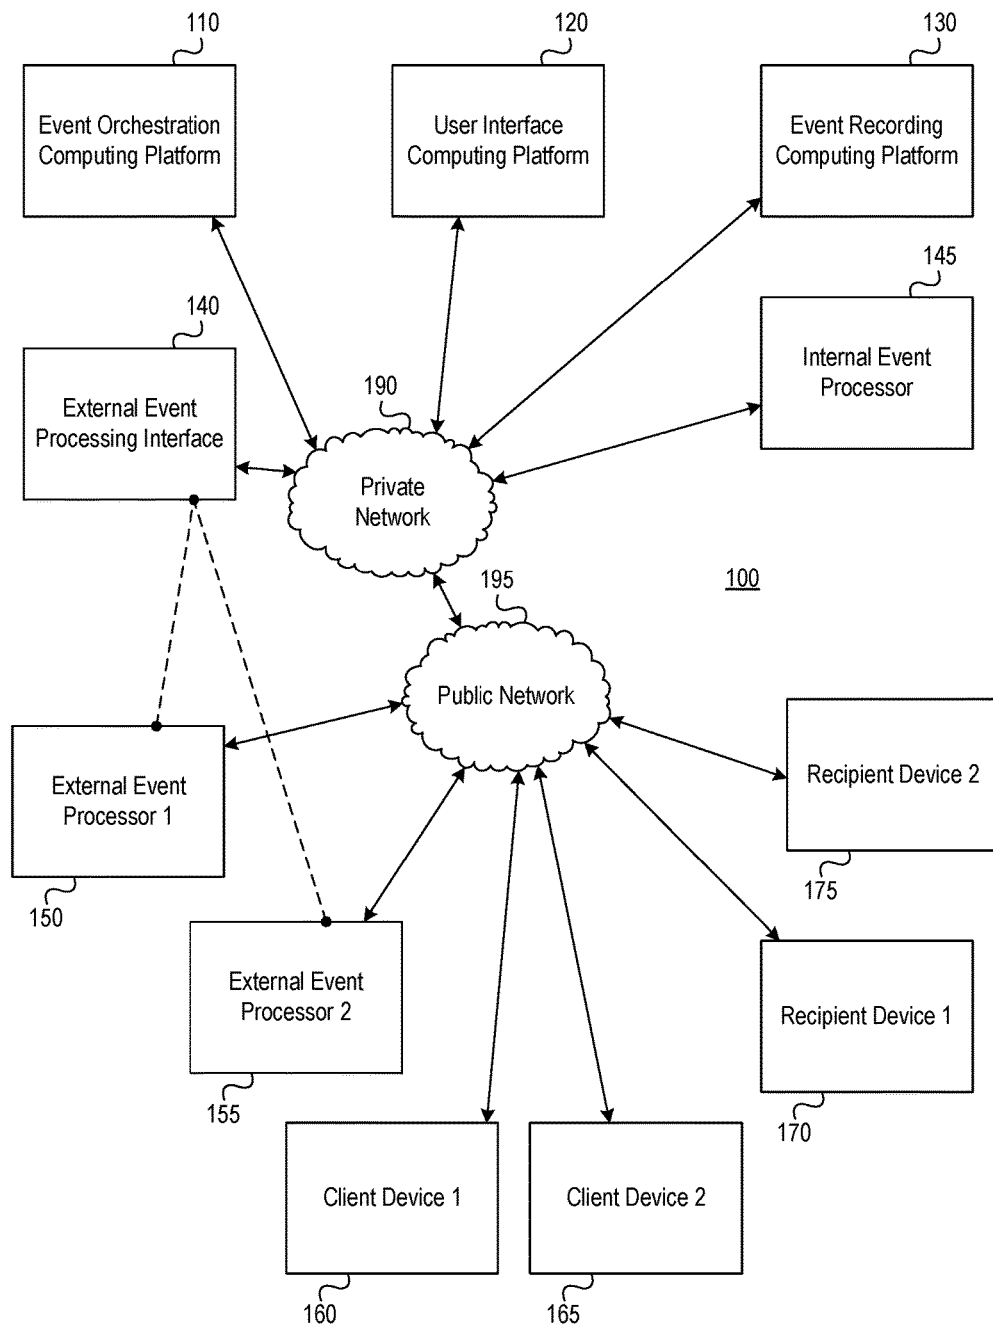 110
120
130
Event Orchestration
Computing Platform
User Interface
Computing Platform
Event Recording
Computing Platform
145
140
Internal Event
Processor
External Event
Processing Interface
190
Private
Network
100
195
Public Network
External Event
Processor 1
Recipient Device 2
150
175
External Event
Processor 2
Recipient Device 1
155
170
Client Device 1
Client Device 2
160
165